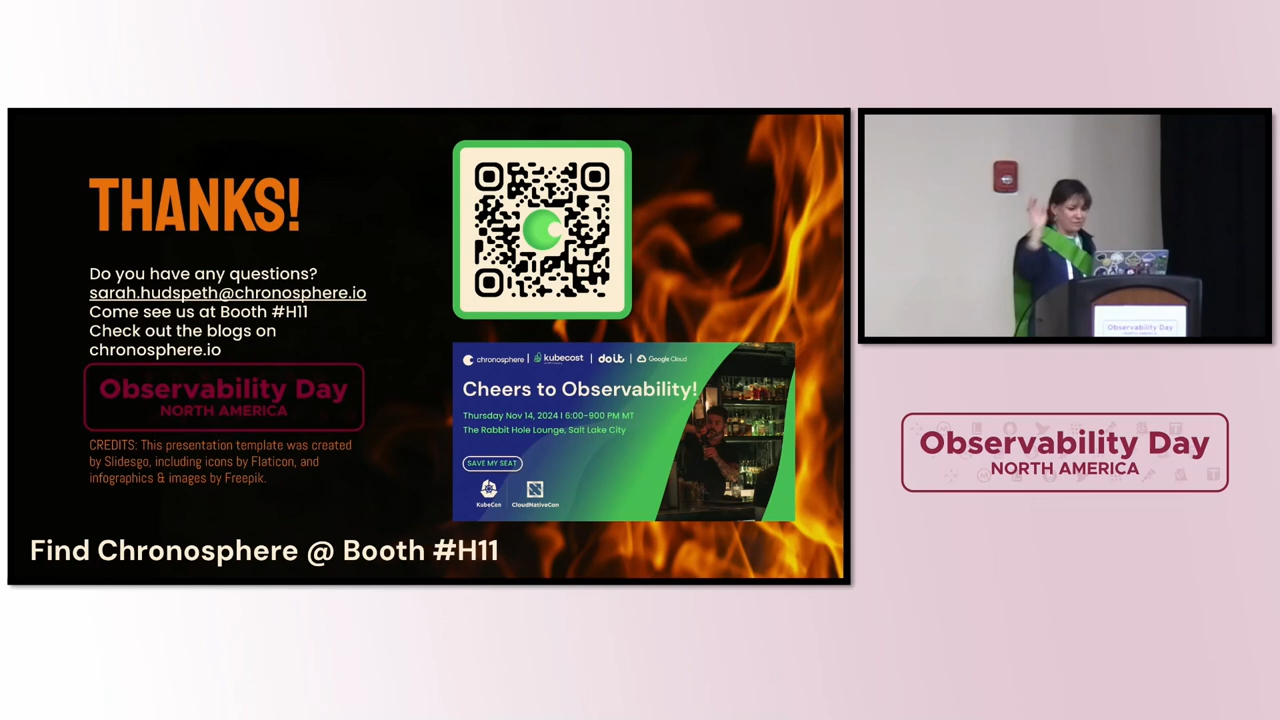 THANKS!
Do you have any questions?
sarah.hudspeth@chronosphere.io
Come see us at Booth #H11
Check out the blogs on
chronosphere.io
Observability Day
NORTH AMERICA
CREDITS: This presentation template was created
by Slidesgo, including icons by Flaticon, and
infographics & images by Freepik.
Find Chronosphere @ Booth #H11
chronosphere | kubecost | doit | Google Cloud
Cheers to Observability!
Thursday Nov 14, 2024 | 6:00-900 PM MT
The Rabbit Hole Lounge, Salt Lake City
SAVE MY SEAT
KubeCon
CloudNativeCon
Observability Day
Observability Day
NORTH AMERICA